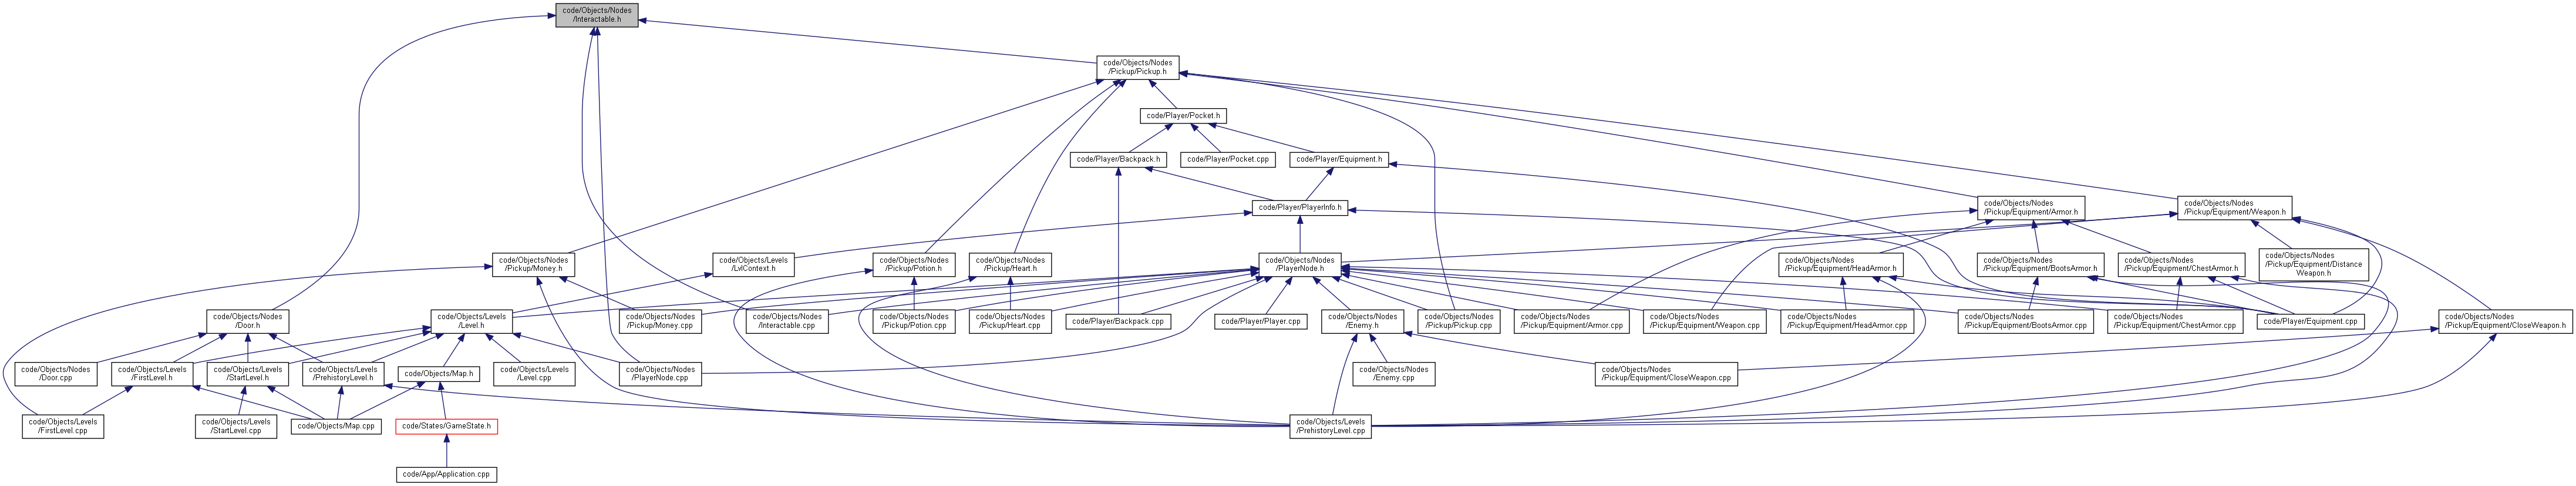 code/Objects/Nodes
/Interactable.h
code/Objects/Nodes
/Pickup/Pickup.h
code/Player/Pocket.h
code/Player/Backpack.h
code/Player/Pocket.cpp
code/Player/Equipment.h
code/Player/PlayerInfo.h
code/Objects/Nodes
/Pickup/Equipment/Armor.h
code/Objects/Nodes
/Pickup/Equipment/Weapon.h
code/Objects/Nodes
/Pickup/Money.h
code/Objects/Levels
/LvlContext.h
code/Objects/Nodes
/Pickup/Potion.h
code/Objects/Nodes
/Pickup/Heart.h
code/Objects/Nodes
/PlayerNode.h
code/Objects/Nodes
/Pickup/Equipment/HeadArmor.h
code/Objects/Nodes
/Pickup/Equipment/BootsArmor.h
code/Objects/Nodes
/Pickup/Equipment/ChestArmor.h
code/Objects/Nodes
/Pickup/Equipment/Distance
Weapon.h
code/Objects/Nodes
/Door.h
code/Objects/Levels
/Level.h
code/Objects/Nodes
/Pickup/Money.cpp
code/Objects/Nodes
/Interactable.cpp
code/Objects/Nodes
/Pickup/Potion.cpp
code/Objects/Nodes
/Pickup/Heart.cpp
code/Player/Backpack.cpp
code/Player/Player.cpp
code/Objects/Nodes
/Enemy.h
code/Objects/Nodes
/Pickup/Pickup.cpp
code/Objects/Nodes
/Pickup/Equipment/Armor.cpp
code/Objects/Nodes
/Pickup/Equipment/Weapon.cpp
code/Objects/Nodes
/Pickup/Equipment/HeadArmor.cpp
code/Objects/Nodes
/Pickup/Equipment/BootsArmor.cpp
code/Objects/Nodes
/Pickup/Equipment/ChestArmor.cpp
code/Player/Equipment.cpp
code/Objects/Nodes
/Pickup/Equipment/CloseWeapon.h
code/Objects/Nodes
/Door.cpp
code/Objects/Levels
/FirstLevel.h
code/Objects/Levels
/StartLevel.h
code/Objects/Levels
/PrehistoryLevel.h
code/Objects/Map.h
code/Objects/Levels
/Level.cpp
code/Objects/Nodes
/PlayerNode.cpp
code/Objects/Nodes
/Enemy.cpp
code/Objects/Nodes
/Pickup/Equipment/CloseWeapon.cpp
code/Objects/Levels
/FirstLevel.cpp
code/Objects/Levels
/StartLevel.cpp
code/Objects/Map.cpp
code/States/GameState.h
code/Objects/Levels
/PrehistoryLevel.cpp
code/App/Application.cpp